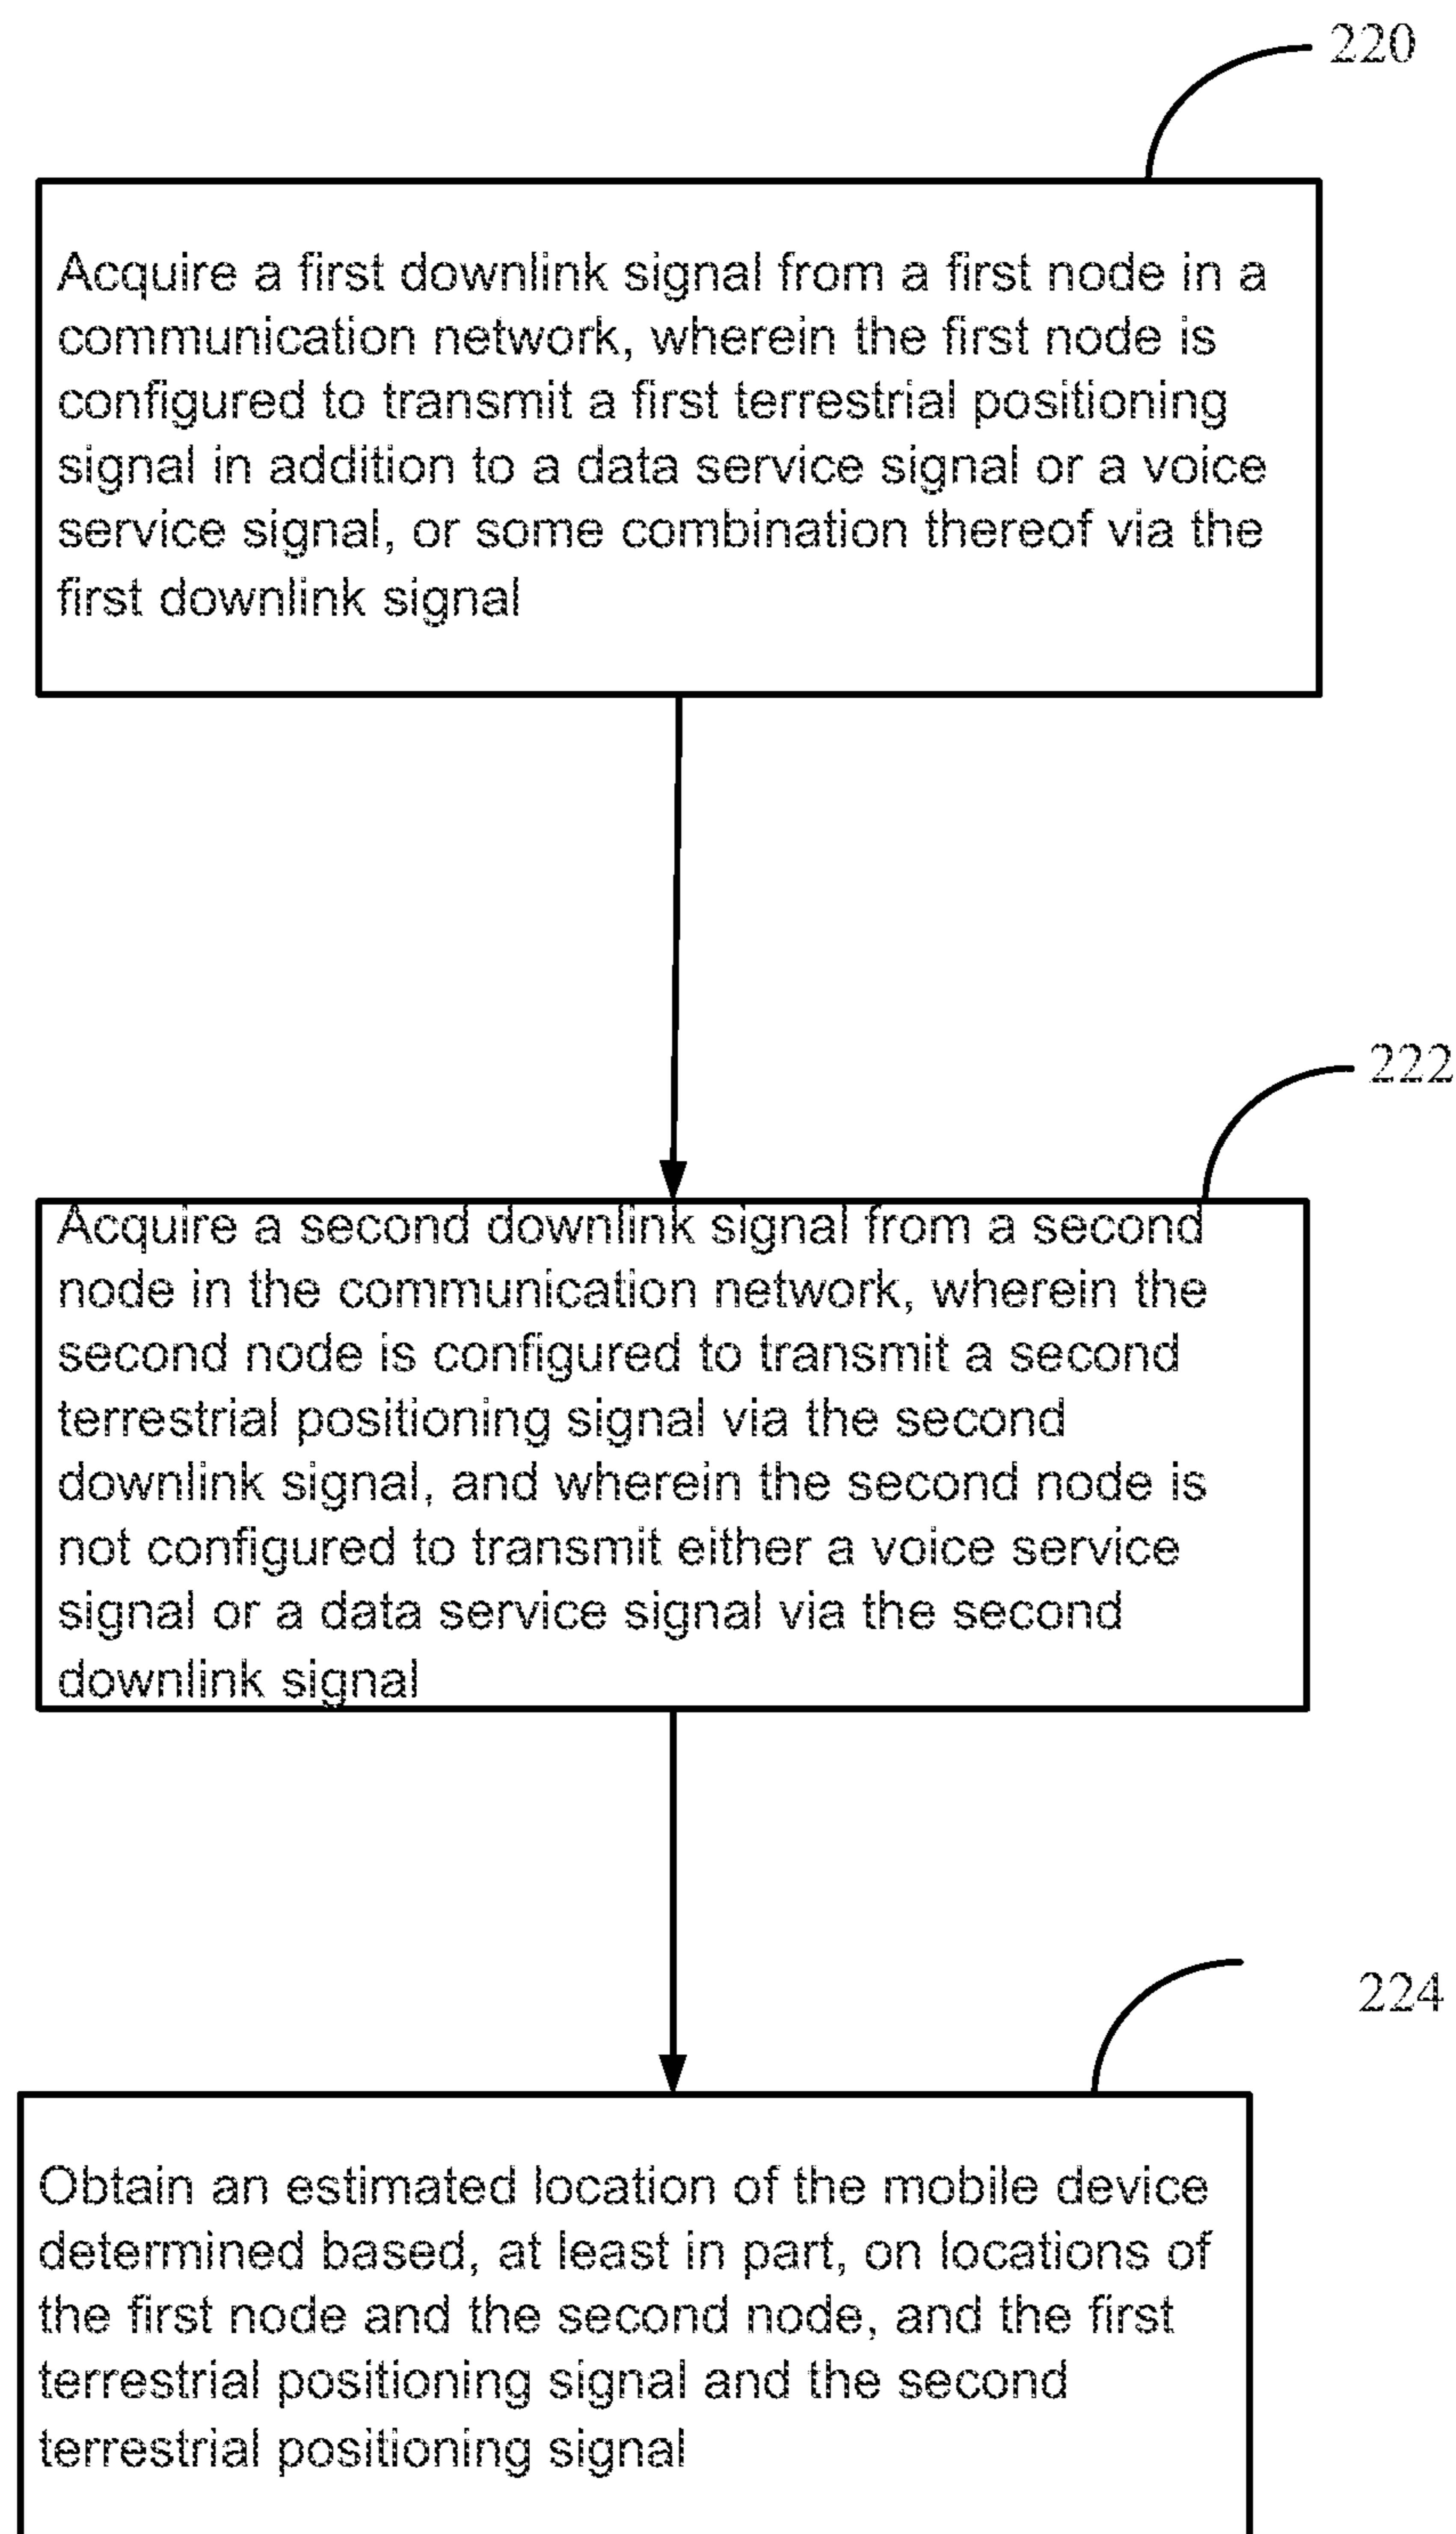 220
Acquire a first downlink signal from a first node in a
communication network, wherein the first node is
configured to transmit a first terrestrial positioning
signal in addition to a data service signal or a voice
service signal, or some combination thereof via the
first downlink signal
222
Acquire a second downlink signal from a second
node in the communication network, wherein the
second node is configured to transmit a second
terrestrial positioning signal via the second
downlink signal, and wherein the second node is
not configured to transmit either a voice service
signal or a data service signal via the second
downlink signal
224
Obtain an estimated location of the mobile device
determined based, at least in part, on locations of
the first node and the second node, and the first
terrestrial positioning signal and the second
terrestrial positioning signal